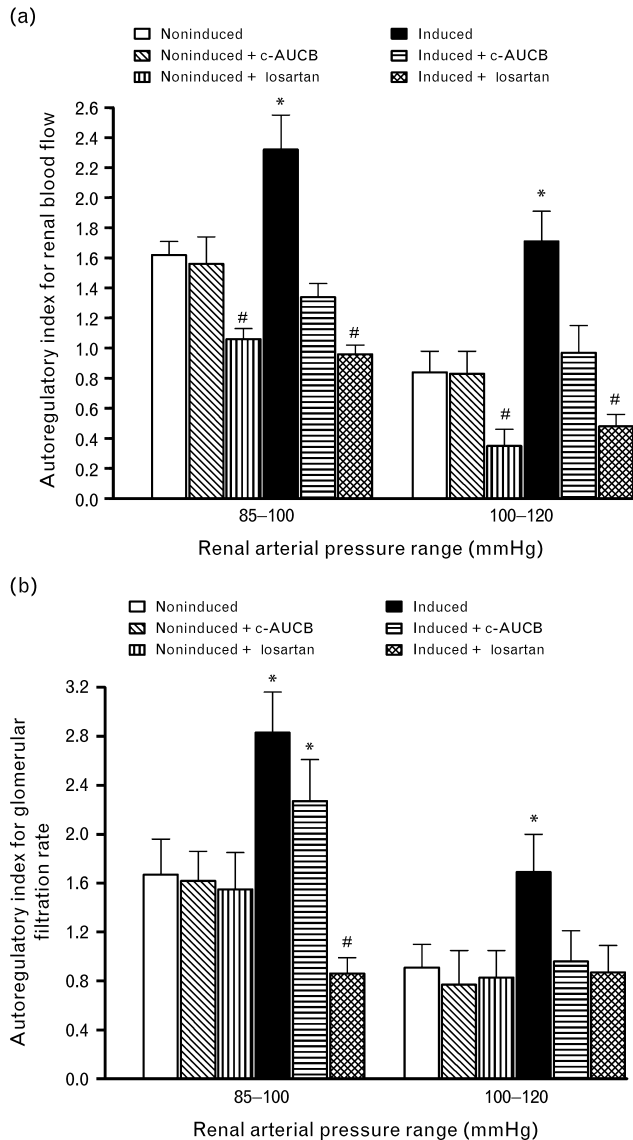 (a)
Noninduced
Induced
Noninduced + c-AUCB
Induced + c-AUCB
Noninduced + losartan
Induced + losartan
Autoregulatory index for renal blood flow
2.6
2.4
2.2
2.0
1.8
1.6
1.4
1.2
1.0
0.8
0.6
0.4
0.2
0.0
*
#
#
*
#
#
85–100
100–120
Renal arterial pressure range (mmHg)
(b)
Noninduced
Induced
Noninduced + c-AUCB
Induced + c-AUCB
Noninduced + losartan
Induced + losartan
Autoregulatory index for glomerular
filtration rate
3.2
2.8
2.4
2.0
1.6
1.2
0.8
0.4
0.0
*
*
#
*
85–100
100–120
Renal arterial pressure range (mmHg)